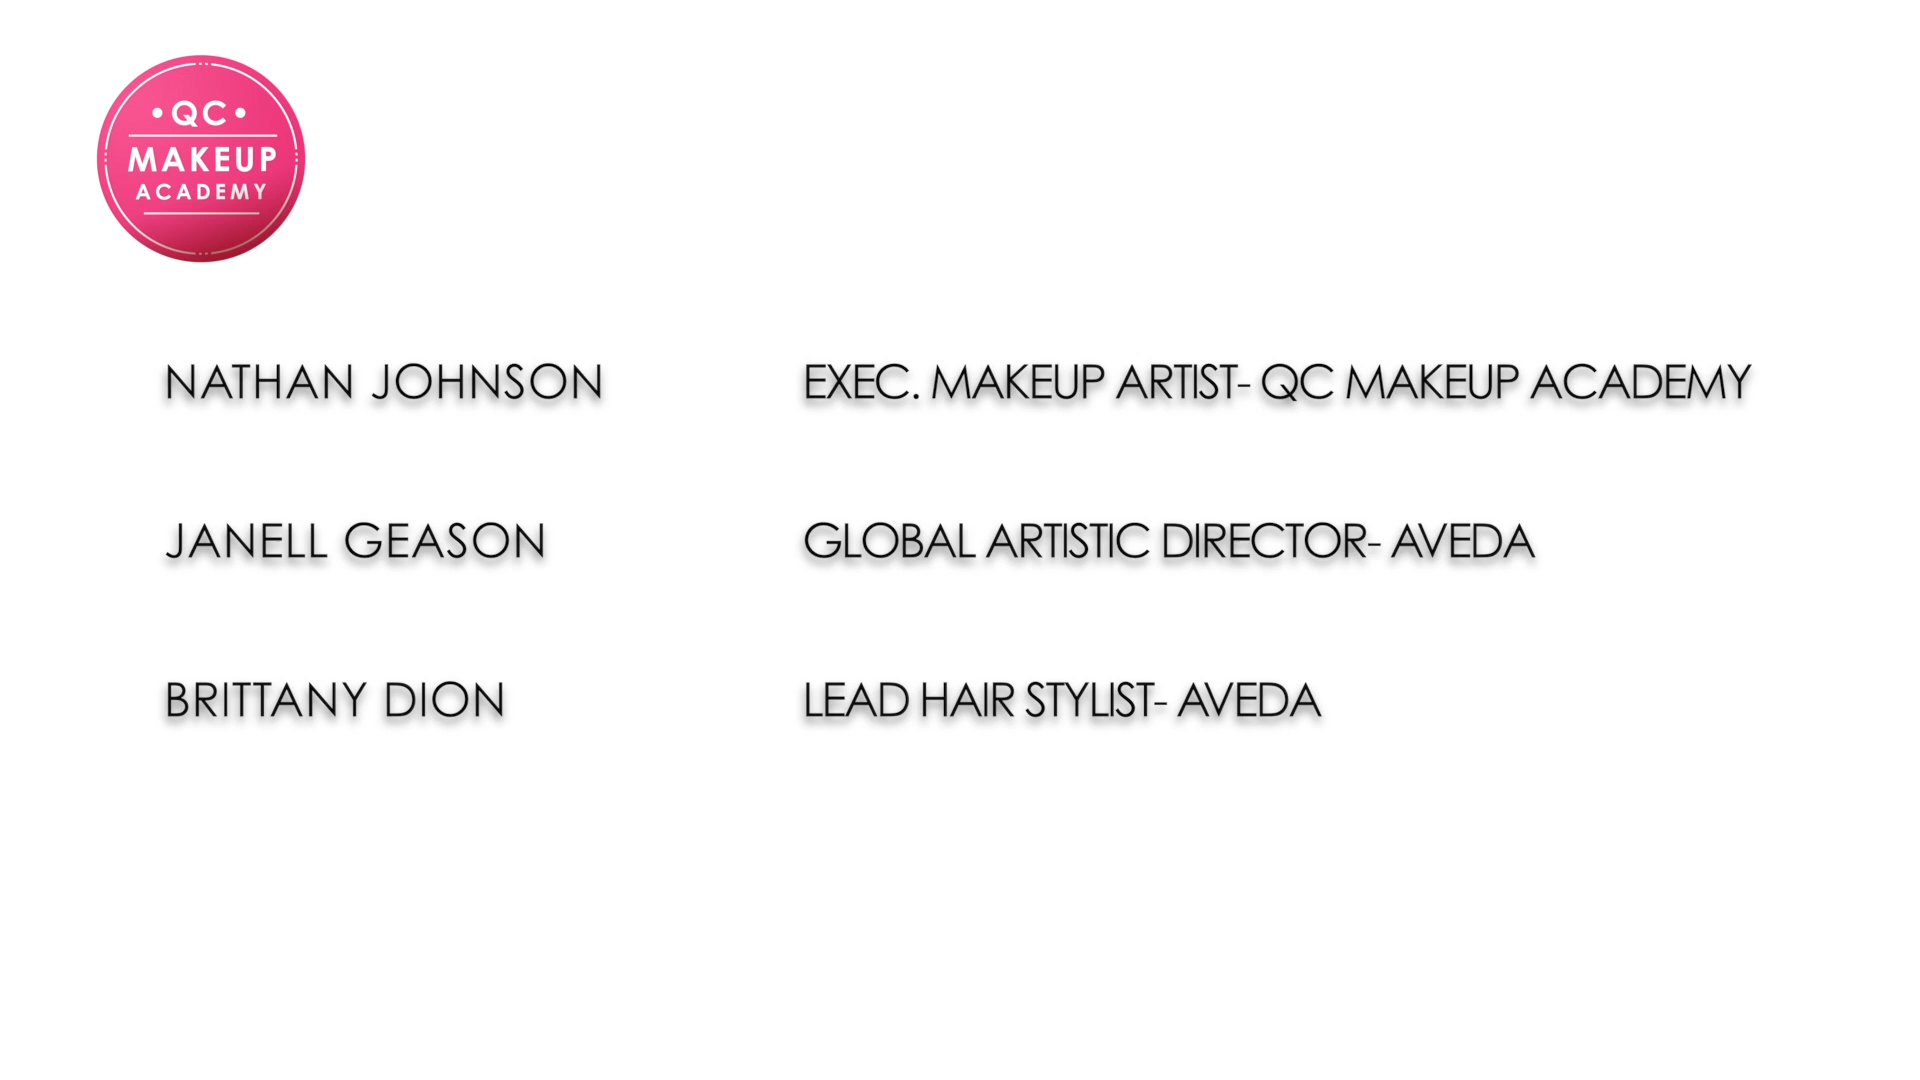 • QC •
MAKEUP
ACADEMY
NATHAN JOHNSON EXEC. MAKEUP ARTIST- QC MAKEUP ACADEMY
JANELL GEASON GLOBAL ARTISTIC DIRECTOR- AVEDA
BRITTANY DION LEAD HAIR STYLIST- AVEDA